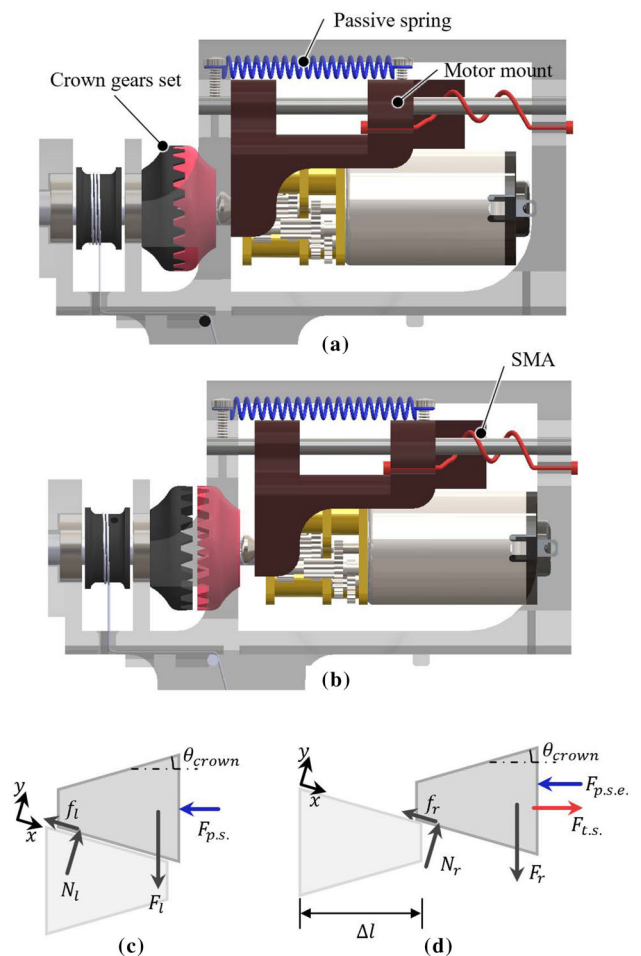 Passive spring
Crown gears set
Motor mount
(a)
SMA
(b)
θ_crown
y
x
f_l
F_p.s.
N_l
F_l
(c)
θ_crown
y
x
f_r
F_p.s.e.
F_t.s.
N_r
F_r
Δl
(d)